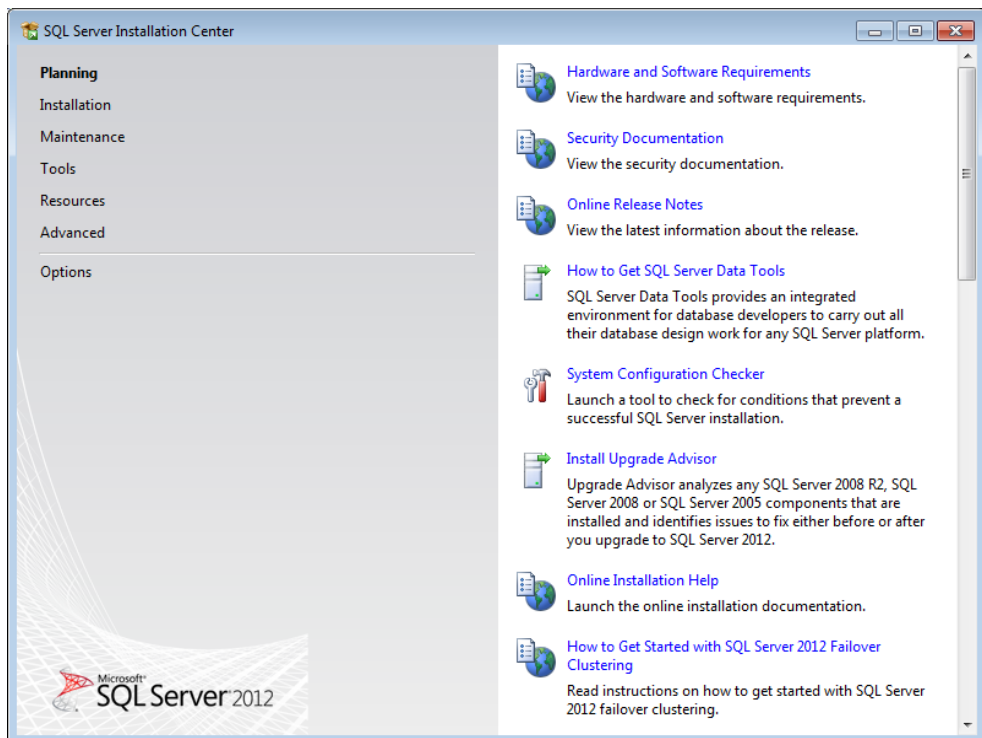 SQL Server Installation Center
Planning
Installation
Maintenance
Tools
Resources
Advanced
Options
Hardware and Software Requirements
View the hardware and software requirements.
Security Documentation
View the security documentation.
Online Release Notes
View the latest information about the release.
How to Get SQL Server Data Tools
SQL Server Data Tools provides an integrated
environment for database developers to carry out all
their database design work for any SQL Server platform.
System Configuration Checker
Launch a tool to check for conditions that prevent a
successful SQL Server installation.
Install Upgrade Advisor
Upgrade Advisor analyzes any SQL Server 2008 R2, SQL
Server 2008 or SQL Server 2005 components that are
installed and identifies issues to fix either before or after
you upgrade to SQL Server 2012.
Online Installation Help
Launch the online installation documentation.
How to Get Started with SQL Server 2012 Failover
Clustering
Read instructions on how to get started with SQL Server
2012 failover clustering.
Microsoft®
SQL Server 2012